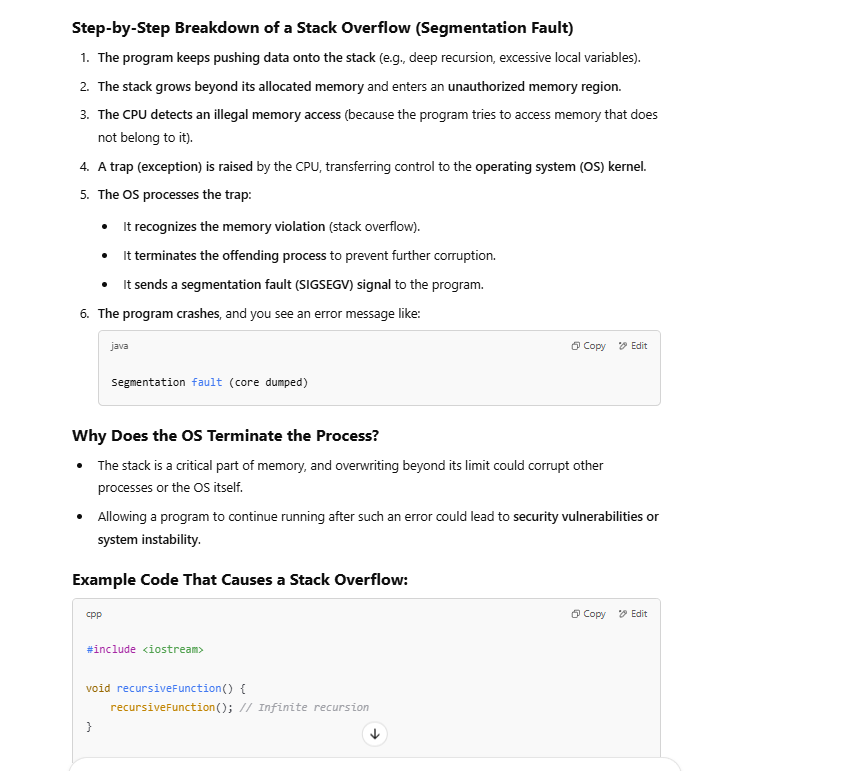 Step-by-Step Breakdown of a Stack Overflow (Segmentation Fault)
1. The program keeps pushing data onto the stack (e.g., deep recursion, excessive local variables).
2. The stack grows beyond its allocated memory and enters an unauthorized memory region.
3. The CPU detects an illegal memory access (because the program tries to access memory that does
not belong to it).
4. A trap (exception) is raised by the CPU, transferring control to the operating system (OS) kernel.
5. The OS processes the trap:
• It recognizes the memory violation (stack overflow).
• It terminates the offending process to prevent further corruption.
• It sends a segmentation fault (SIGSEGV) signal to the program.
6. The program crashes, and you see an error message like:
java Copy Edit
Segmentation fault (core dumped)
Why Does the OS Terminate the Process?
• The stack is a critical part of memory, and overwriting beyond its limit could corrupt other
processes or the OS itself.
• Allowing a program to continue running after such an error could lead to security vulnerabilities or
system instability.
Example Code That Causes a Stack Overflow:
cpp Copy Edit
#include <iostream>
void recursiveFunction() {
    recursiveFunction(); // Infinite recursion
}